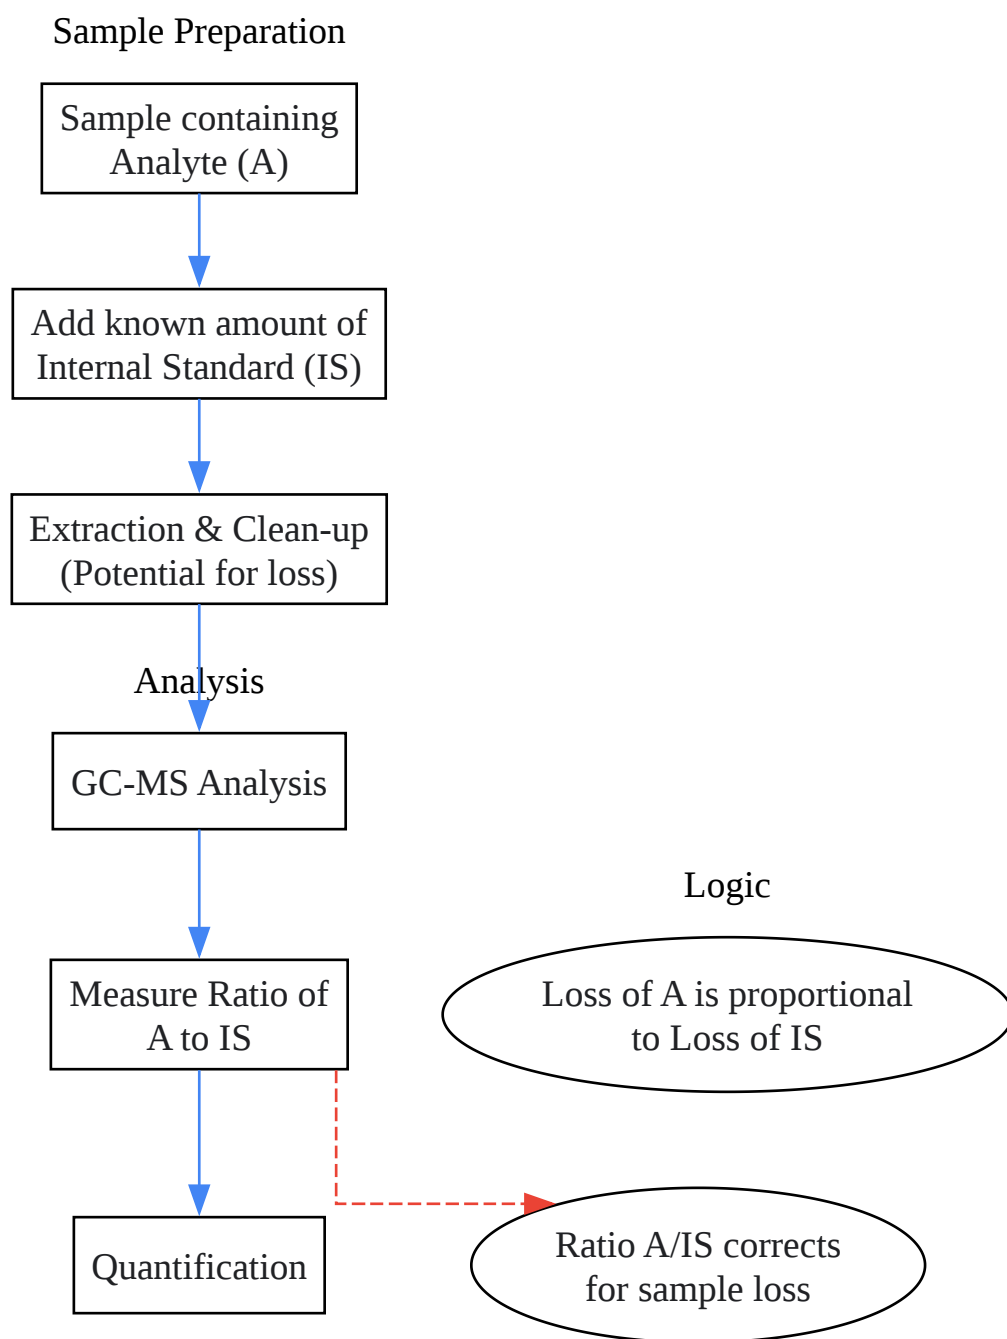 Sample Preparation
Sample containing
Analyte (A)
Add known amount of
Internal Standard (IS)
Extraction & Clean-up
(Potential for loss)
Analysis
GC-MS Analysis
Measure Ratio of
A to IS
Quantification
Logic
Loss of A is proportional
to Loss of IS
Ratio A/IS corrects
for sample loss